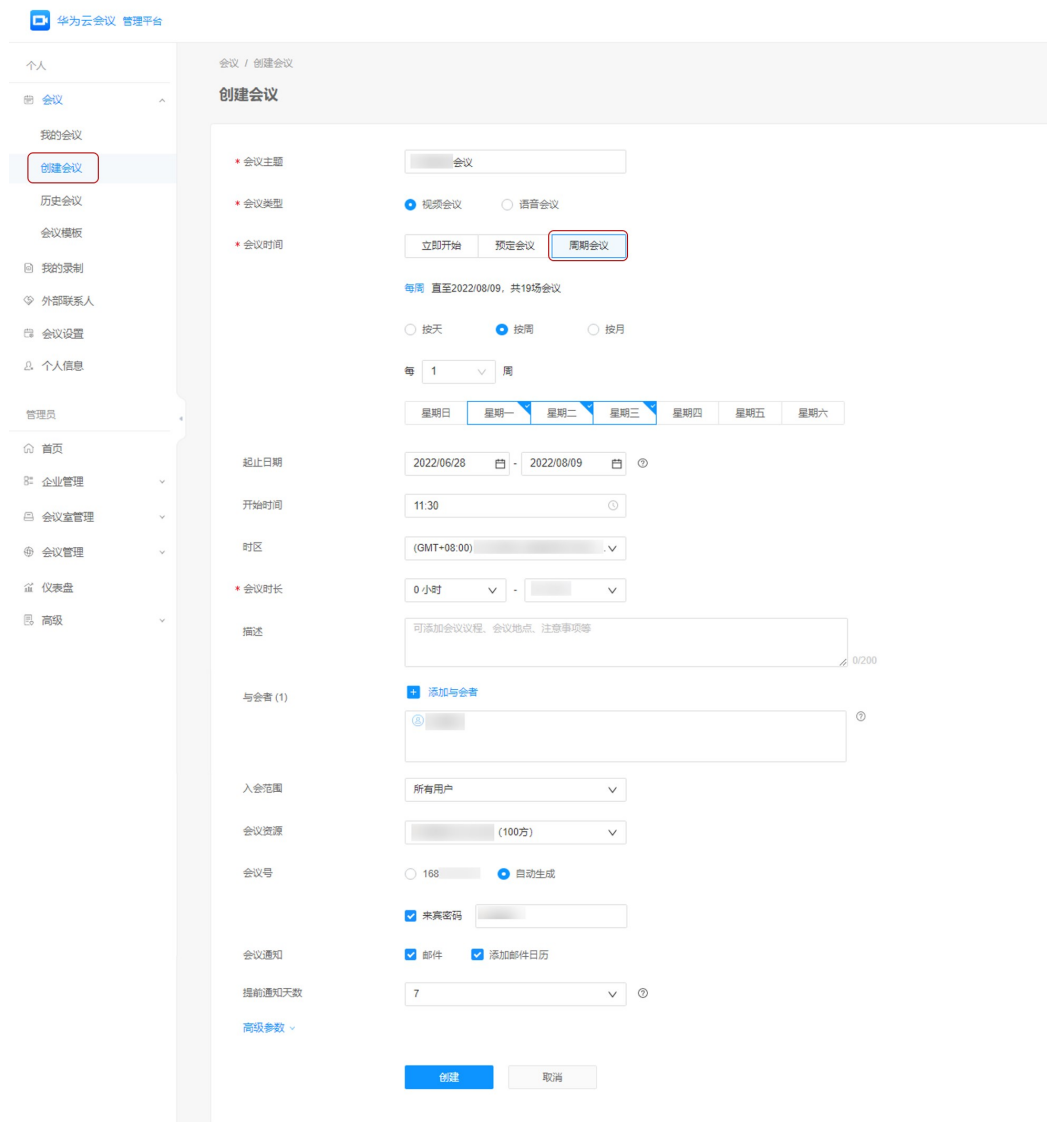 华为云会议 管理平台
个人
会议
我的会议
创建会议
历史会议
会议模板
我的录制
外部联系人
会议设置
个人信息
管理员
首页
企业管理
会议室管理
会议管理
仪表盘
高级
会议 / 创建会议
创建会议
* 会议主题 会议
* 会议类型 视频会议 语音会议
* 会议时间 立即开始 预定会议 周期会议
每周 直至2022/08/09，共19场会议
按天 按周 按月
每 1 周
星期日 星期一 星期二 星期三 星期四 星期五 星期六
起止日期 2022/06/28 - 2022/08/09
开始时间 11:30
时区 (GMT+08:00)
* 会议时长 0 小时 -
描述 可添加会议议程、会议地点、注意事项等
0/200
与会者 (1) 添加与会者
入会范围 所有用户
会议资源 (100方)
会议号 168 自动生成
来宾密码
会议通知 邮件 添加邮件日历
提前通知天数 7
高级参数
创建 取消